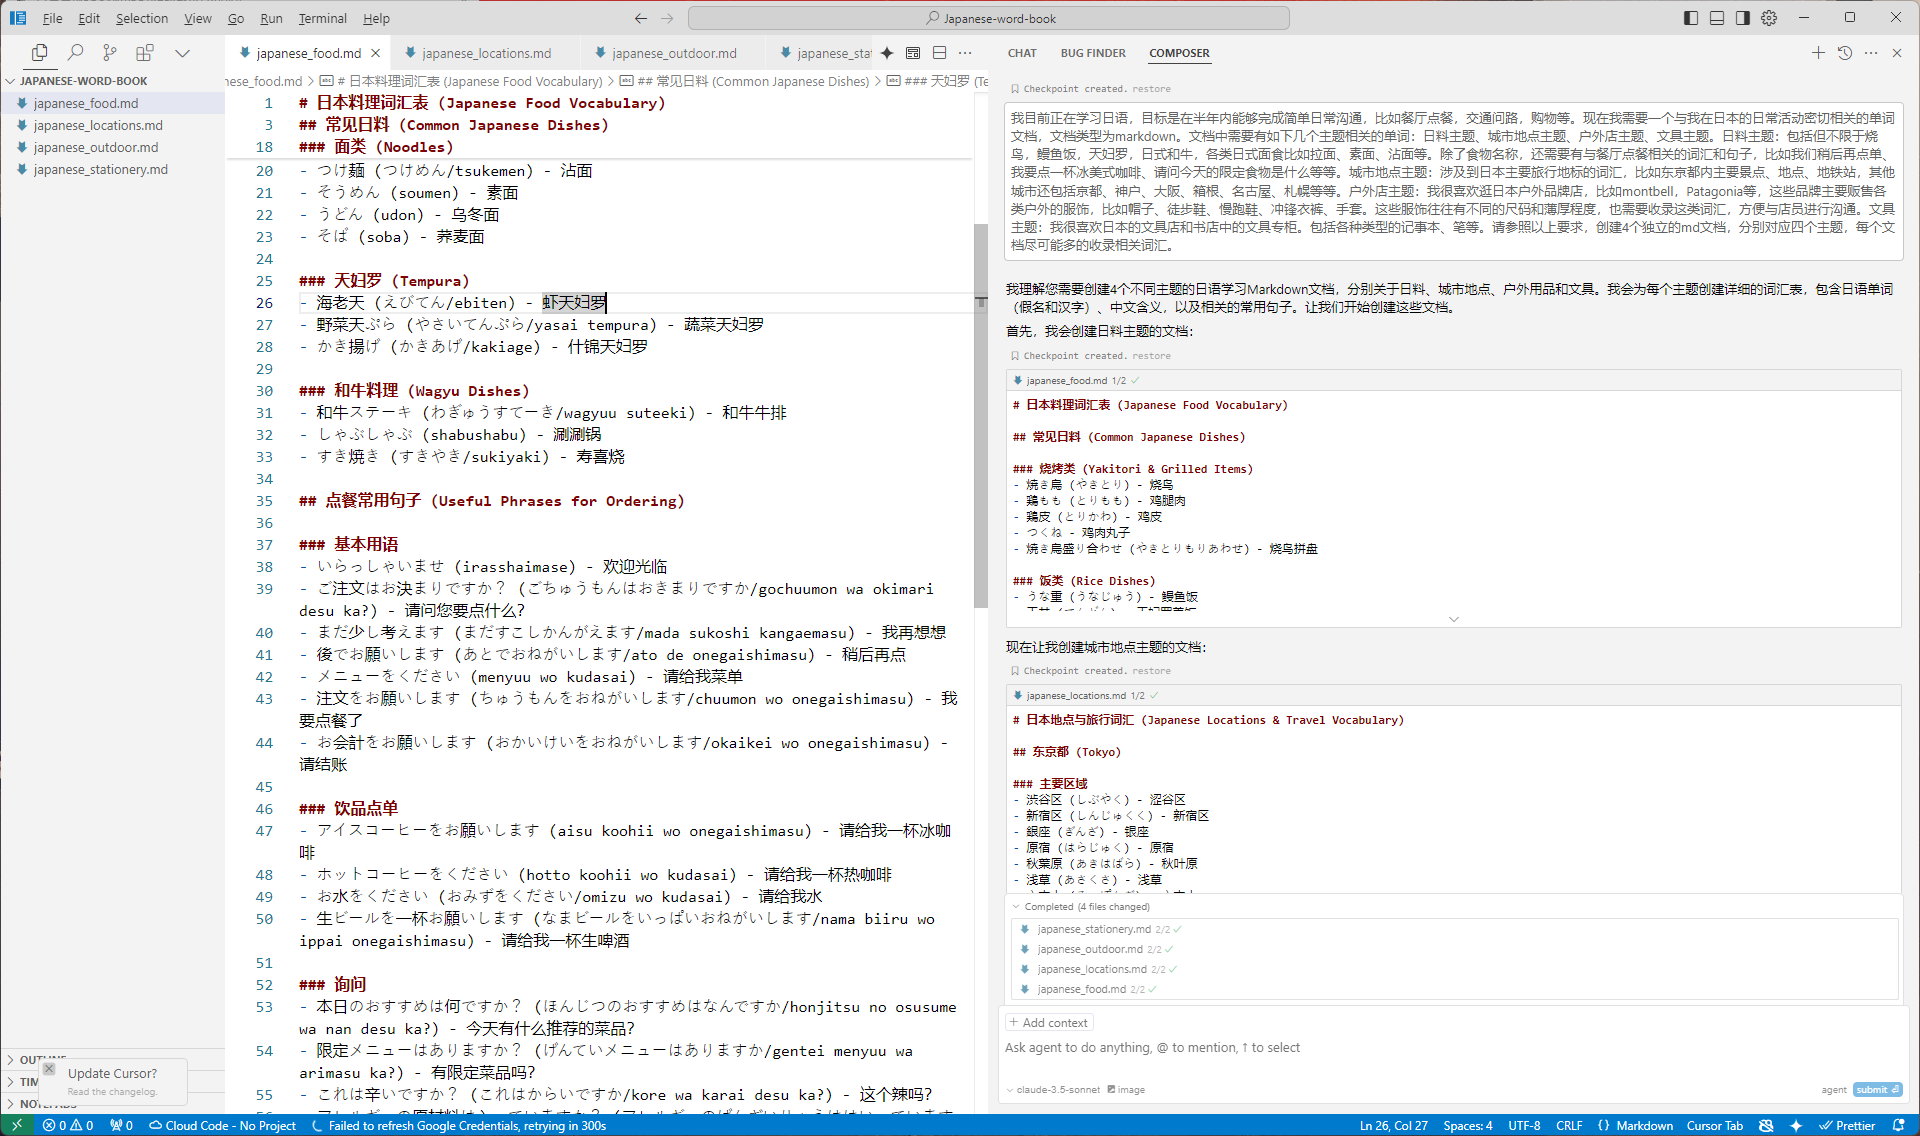 File Edit Selection View Go Run Terminal Help
Japanese-word-book
japanese_food.md
japanese_locations.md
japanese_outdoor.md
japanese_sta
JAPANESE-WORD-BOOK
japanese_food.md
japanese_locations.md
japanese_outdoor.md
japanese_stationery.md
nese_food.md > # 日本料理词汇表 (Japanese Food Vocabulary) > ## 常见日料 (Common Japanese Dishes) > ### 天妇罗 (Te
1 # 日本料理词汇表 (Japanese Food Vocabulary)
3 ## 常见日料 (Common Japanese Dishes)
18 ### 面类 (Noodles)
20 - つけ麺 (つけめん/tsukemen) - 沾面
21 - そうめん (soumen) - 素面
22 - うどん (udon) - 乌冬面
23 - そば (soba) - 荞麦面
24
25 ### 天妇罗 (Tempura)
26 - 海老天 (えびてん/ebiten) - 虾天妇罗
27 - 野菜天ぷら (やさいてんぷら/yasai tempura) - 蔬菜天妇罗
28 - かき揚げ (かきあげ/kakiage) - 什锦天妇罗
29
30 ### 和牛料理 (Wagyu Dishes)
31 - 和牛ステーキ (わぎゅうすてーき/wagyuu suteeki) - 和牛牛排
32 - しゃぶしゃぶ (shabushabu) - 涮涮锅
33 - すき焼き (すきやき/sukiyaki) - 寿喜烧
34
35 ## 点餐常用句子 (Useful Phrases for Ordering)
36
37 ### 基本用语
38 - いらっしゃいませ (irasshaimase) - 欢迎光临
39 - ご注文はお決まりですか？ (ごちゅうもんはおきまりですか/gochuumon wa okimari
desu ka?) - 请问您要点什么?
40 - まだ少し考えます (まだすこしかんがえます/mada sukoshi kangaemasu) - 我再想想
41 - 後でお願いします (あとでおねがいします/ato de onegaishimasu) - 稍后再点
42 - メニューをください (menyuu wo kudasai) - 请给我菜单
43 - 注文をお願いします (ちゅうもんをおねがいします/chuumon wo onegaishimasu) - 我
要点餐了
44 - お会計をお願いします (おかいけいをおねがいします/okaikei wo onegaishimasu) -
请结账
45
46 ### 饮品点单
47 - アイスコーヒーをお願いします (aisu koohii wo onegaishimasu) - 请给我一杯冰咖
啡
48 - ホットコーヒーをください (hotto koohii wo kudasai) - 请给我一杯热咖啡
49 - お水をください (おみずをください/omizu wo kudasai) - 请给我水
50 - 生ビールを一杯お願いします (なまビールをいっぱいおねがいします/nama biiru wo
ippai onegaishimasu) - 请给我一杯生啤酒
51
52 ### 询问
53 - 本日のおすすめは何ですか？ (ほんじつのおすすめはなんですか/honjitsu no osusume
wa nan desu ka?) - 今天有什么推荐的菜品?
54 - 限定メニューはありますか？ (げんていメニューはありますか/gentei menyuu wa
arimasu ka?) - 有限定菜品吗?
55 - これは辛いですか？ (これはからいですか/kore wa karai desu ka?) - 这个辣吗?
OUTLINE
TIM
NOTEPADS
Update Cursor?
Read the changelog.
CHAT BUG FINDER COMPOSER
Checkpoint created. restore
我目前正在学习日语，目标是在半年内能够完成简单日常沟通，比如餐厅点餐，交通问路，购物等。现在我需要一个与我在日本的日常活动密切相关的单词
文档，文档类型为markdown。文档中需要有如下几个主题相关的单词：日料主题、城市地点主题、户外店主题、文具主题。日料主题：包括但不限于烧
鸟，鳗鱼饭，天妇罗，日式和牛，各类日式面食比如拉面、素面、沾面等。除了食物名称，还需要有与餐厅点餐相关的词汇和句子，比如我们稍后再点单、
我要点一杯冰美式咖啡、请问今天的限定食物是什么等等。城市地点主题：涉及到日本主要旅行地标的词汇，比如东京都内主要景点、地点、地铁站，其他
城市还包括京都、神户、大阪、箱根、名古屋、札幌等等。户外店主题：我很喜欢逛日本户外品牌店，比如montbell，Patagonia等，这些品牌主要贩售各
类户外的服饰，比如帽子、徒步鞋、慢跑鞋、冲锋衣裤、手套。这些服饰往往有不同的尺码和薄厚程度，也需要收录这类词汇，方便与店员进行沟通。文具
主题：我很喜欢日本的文具店和书店中的文具专柜。包括各种类型的记事本、笔等。请参照以上要求，创建4个独立的md文档，分别对应四个主题，每个文
档尽可能多的收录相关词汇。
我理解您需要创建4个不同主题的日语学习Markdown文档，分别关于日料、城市地点、户外用品和文具。我会为每个主题创建详细的词汇表，包含日语单词
（假名和汉字）、中文含义，以及相关的常用句子。让我们开始创建这些文档。
首先，我会创建日料主题的文档：
Checkpoint created. restore
japanese_food.md 1/2
# 日本料理词汇表 (Japanese Food Vocabulary)
## 常见日料 (Common Japanese Dishes)
### 烧烤类 (Yakitori & Grilled Items)
- 焼き鳥 (やきとり) - 烧鸟
- 鶏もも (とりもも) - 鸡腿肉
- 鶏皮 (とりかわ) - 鸡皮
- つくね - 鸡肉丸子
- 焼き鳥盛り合わせ (やきとりもりあわせ) - 烧鸟拼盘
### 饭类 (Rice Dishes)
- うな重 (うなじゅう) - 鳗鱼饭
现在让我创建城市地点主题的文档：
Checkpoint created. restore
japanese_locations.md 1/2
# 日本地点与旅行词汇 (Japanese Locations & Travel Vocabulary)
## 东京都 (Tokyo)
### 主要区域
- 渋谷区 (しぶやく) - 涩谷区
- 新宿区 (しんじゅくく) - 新宿区
- 銀座 (ぎんざ) - 银座
- 原宿 (はらじゅく) - 原宿
- 秋葉原 (あきはばら) - 秋叶原
- 浅草 (あさくさ) - 浅草
Completed (4 files changed)
japanese_stationery.md 2/2
japanese_outdoor.md 2/2
japanese_locations.md 2/2
japanese_food.md 2/2
+ Add context
Ask agent to do anything, @ to mention, ↑ to select
claude-3.5-sonnet image agent submit
0 0 0 Cloud Code - No Project Failed to refresh Google Credentials, retrying in 300s Ln 26, Col 27 Spaces: 4 UTF-8 CRLF Markdown Cursor Tab Prettier